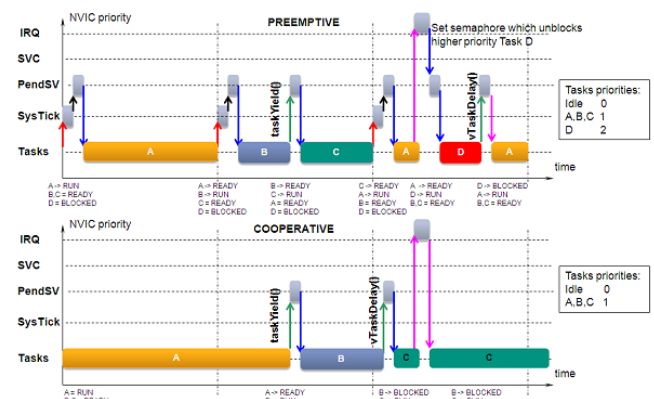 NVIC priority
PREEMPTIVE
IRQ
Set semaphore which unblocks
higher priority Task D
SVC
PendSV
SysTick
Tasks
taskYield()
vTaskDelay()
A
B
C
A
D
A
time
Tasks priorities:
Idle 0
A,B,C 1
D 2
A -> RUN
B,C = READY
D = BLOCKED
A -> READY
B -> RUN
C = READY
D = BLOCKED
B -> READY
C -> RUN
A = READY
D = BLOCKED
C -> READY
A -> RUN
B = READY
D = BLOCKED
A -> READY
D -> RUN
B,C = READY
D -> BLOCKED
A -> RUN
B,C = READY
NVIC priority
COOPERATIVE
IRQ
SVC
PendSV
SysTick
Tasks
taskYield()
vTaskDelay()
A
B
C
C
time
Tasks priorities:
Idle 0
A,B,C 1
A = RUN
A -> READY
B -> BLOCKED
B -> BLOCKED